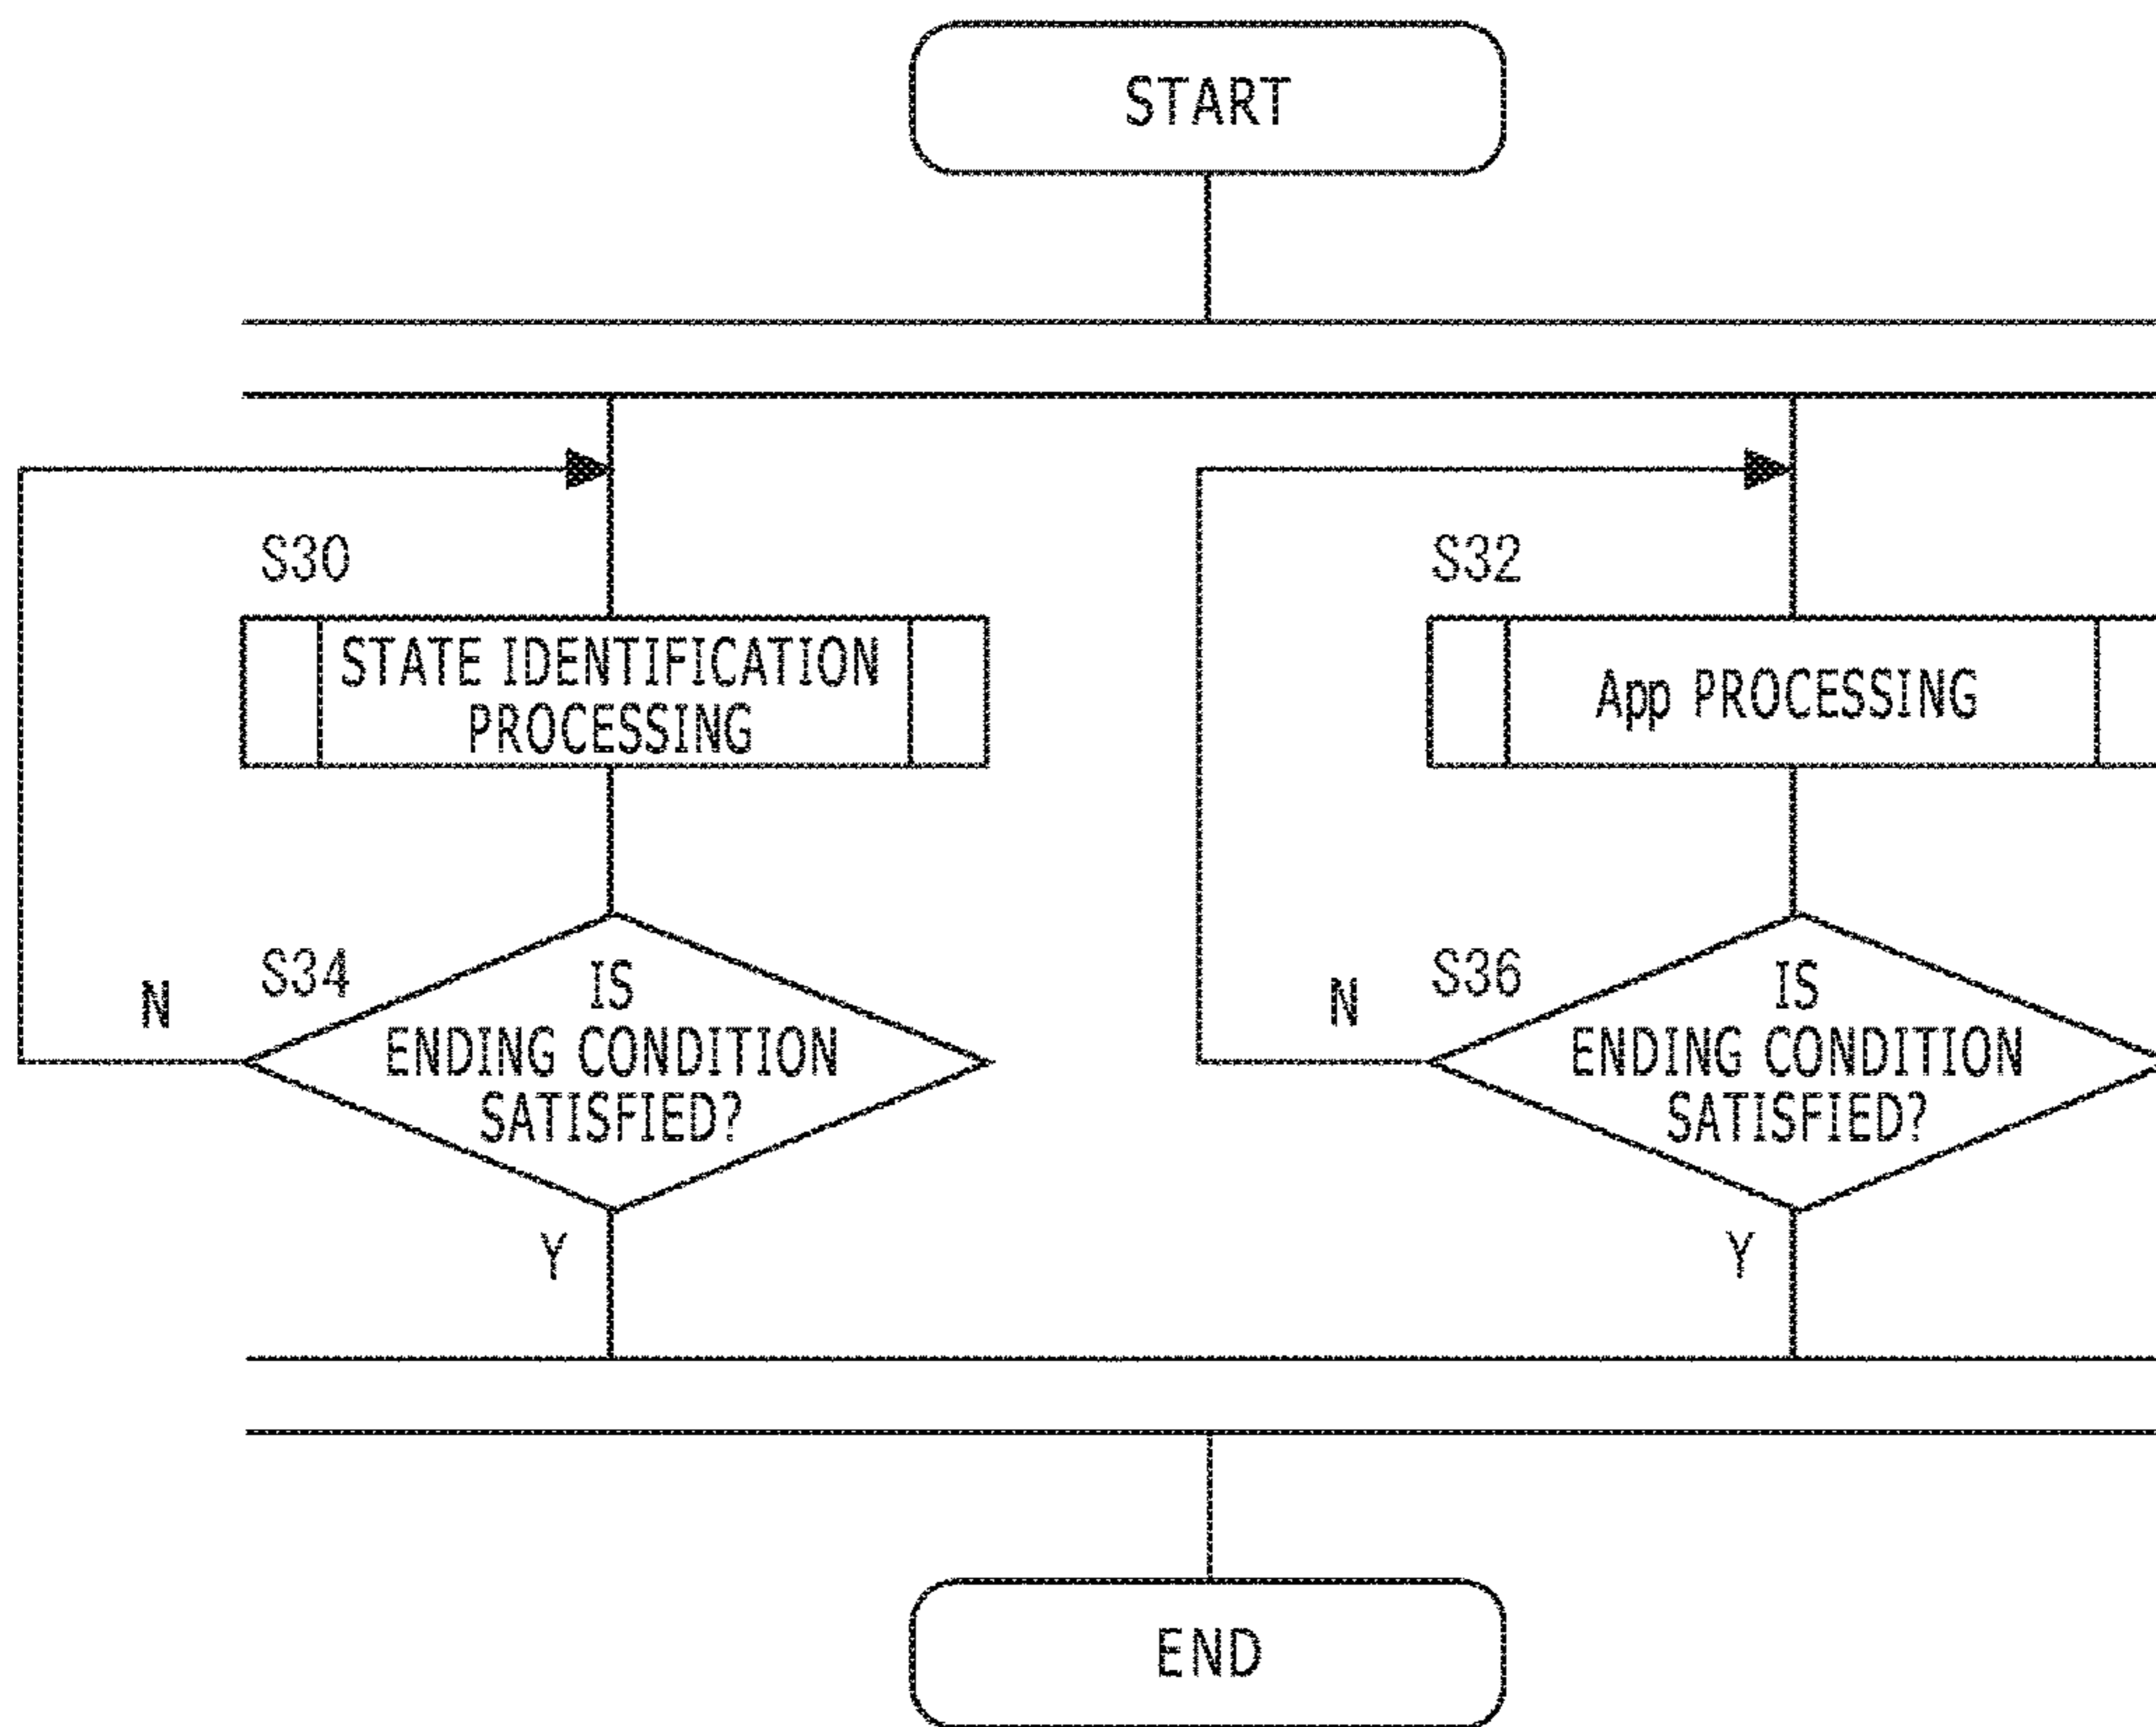 START
S30
STATE IDENTIFICATION
PROCESSING
S32
App PROCESSING
S34
N
IS
ENDING CONDITION
SATISFIED?
Y
S36
N
IS
ENDING CONDITION
SATISFIED?
Y
END